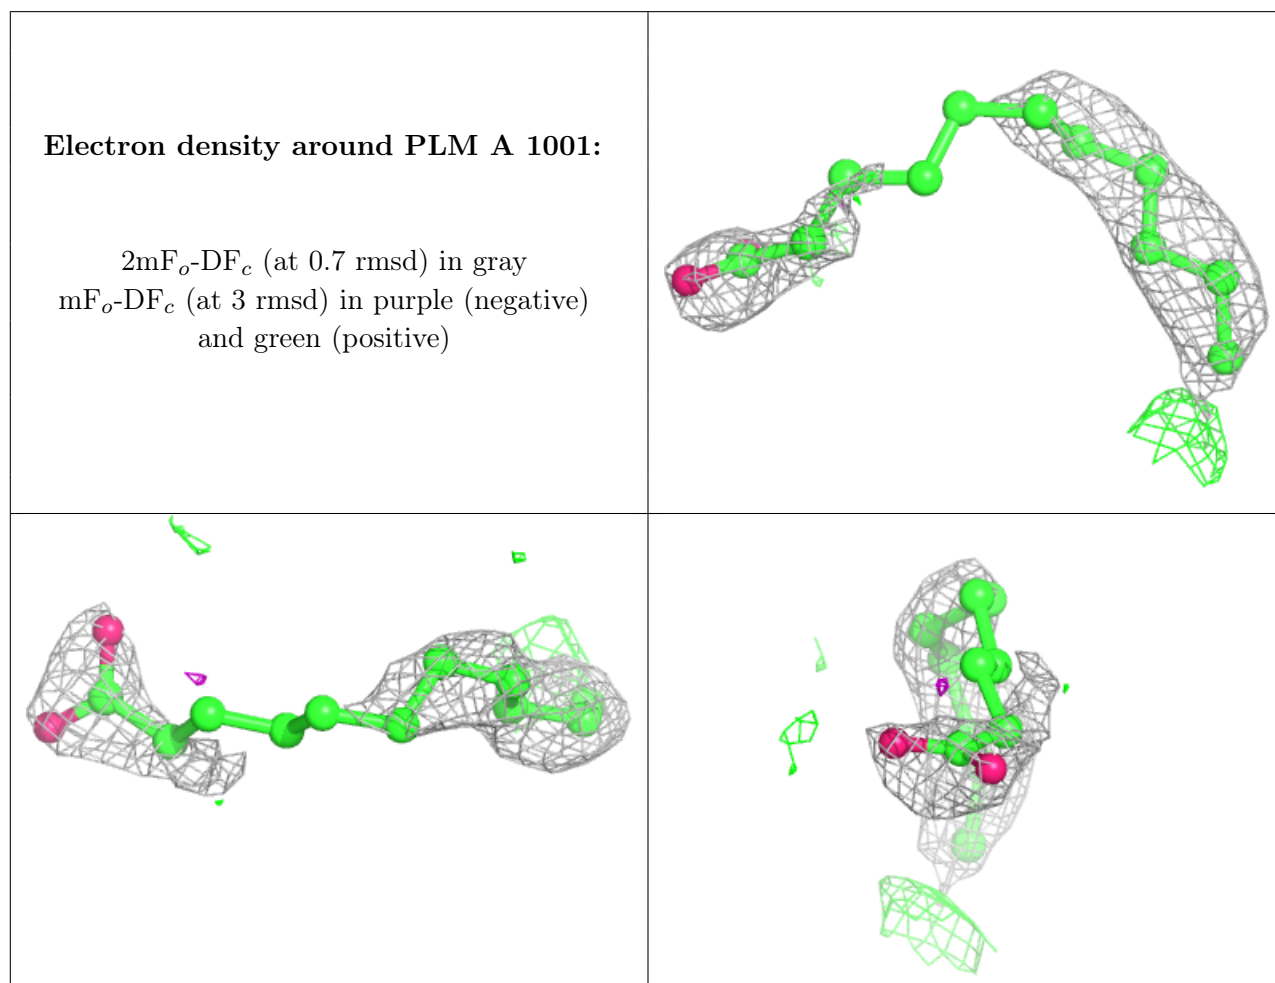 Electron density around PLM A 1001:
2mFo-DFc (at 0.7 rmsd) in gray
mFo-DFc (at 3 rmsd) in purple (negative)
and green (positive)